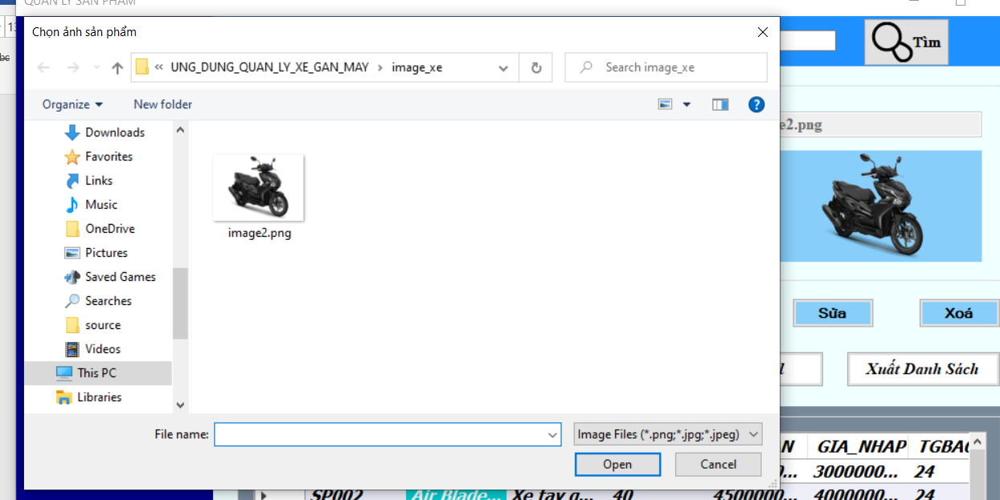 QUAN LY SAN PHAM
Chọn ảnh sản phẩm
Tìm
UNG_DUNG_QUAN_LY_XE_GAN_MAY › image_xe
Search image_xe
Organize
New folder
e2.png
Downloads
Favorites
Links
Music
OneDrive
Pictures
Saved Games
Searches
source
Videos
This PC
Libraries
image2.png
Sửa
Xoá
Xuất Danh Sách
File name:
Image Files (*.png;*.jpg;*.jpeg)
Open
Cancel
N GIA_NHAP TGBAO
0... 3000000... 24
SP002 Air Blade... Xe tay g... 40 4500000... 4000000... 24